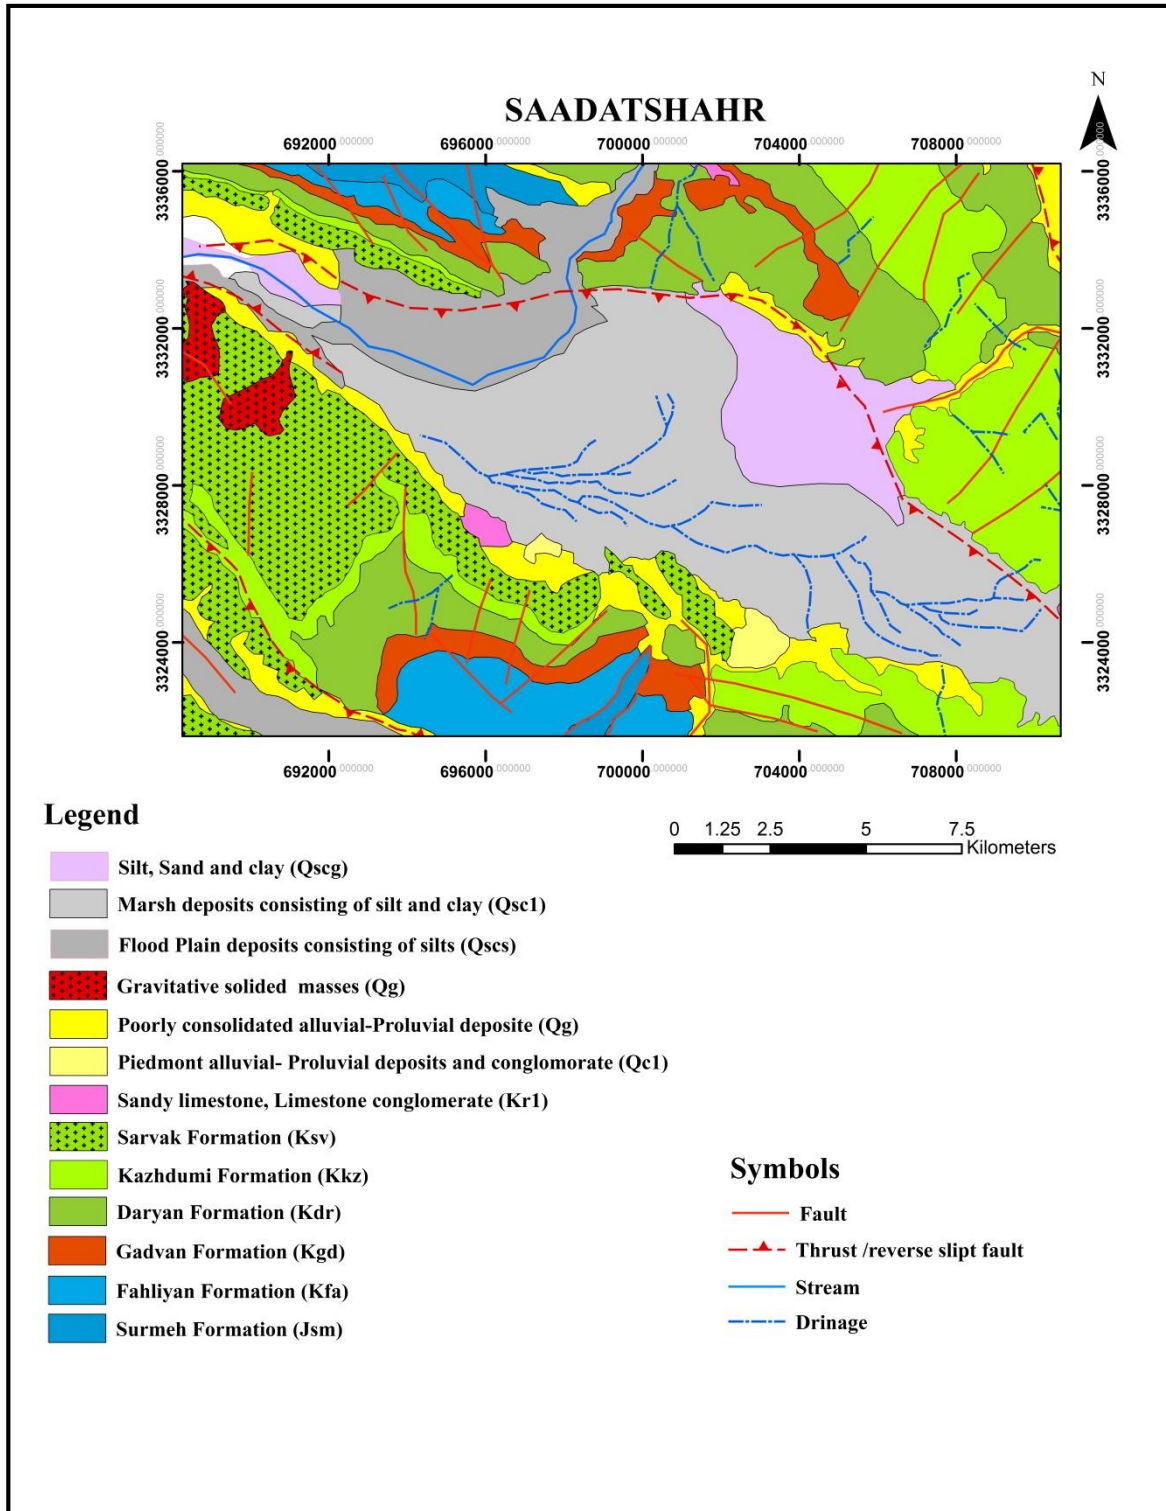 N
SAADATSHAHR
692000.000000 696000.000000 700000.000000 704000.000000 708000.000000
3336000.000000 3336000.000000
3332000.000000 3332000.000000
3328000.000000 3328000.000000
3324000.000000 3324000.000000
692000.000000 696000.000000 700000.000000 704000.000000 708000.000000
Legend
0 1.25 2.5 5 7.5
Kilometers
Silt, Sand and clay (Qscg)
Marsh deposits consisting of silt and clay (Qsc1)
Flood Plain deposits consisting of silts (Qscs)
Gravitative solided masses (Qg)
Poorly consolidated alluvial-Proluvial deposite (Qg)
Piedmont alluvial- Proluvial deposits and conglomorate (Qc1)
Sandy limestone, Limestone conglomerate (Kr1)
Sarvak Formation (Ksv)
Kazhdumi Formation (Kkz)
Daryan Formation (Kdr)
Gadvan Formation (Kgd)
Fahliyan Formation (Kfa)
Surmeh Formation (Jsm)
Symbols
Fault
Thrust /reverse slipt fault
Stream
Drinage